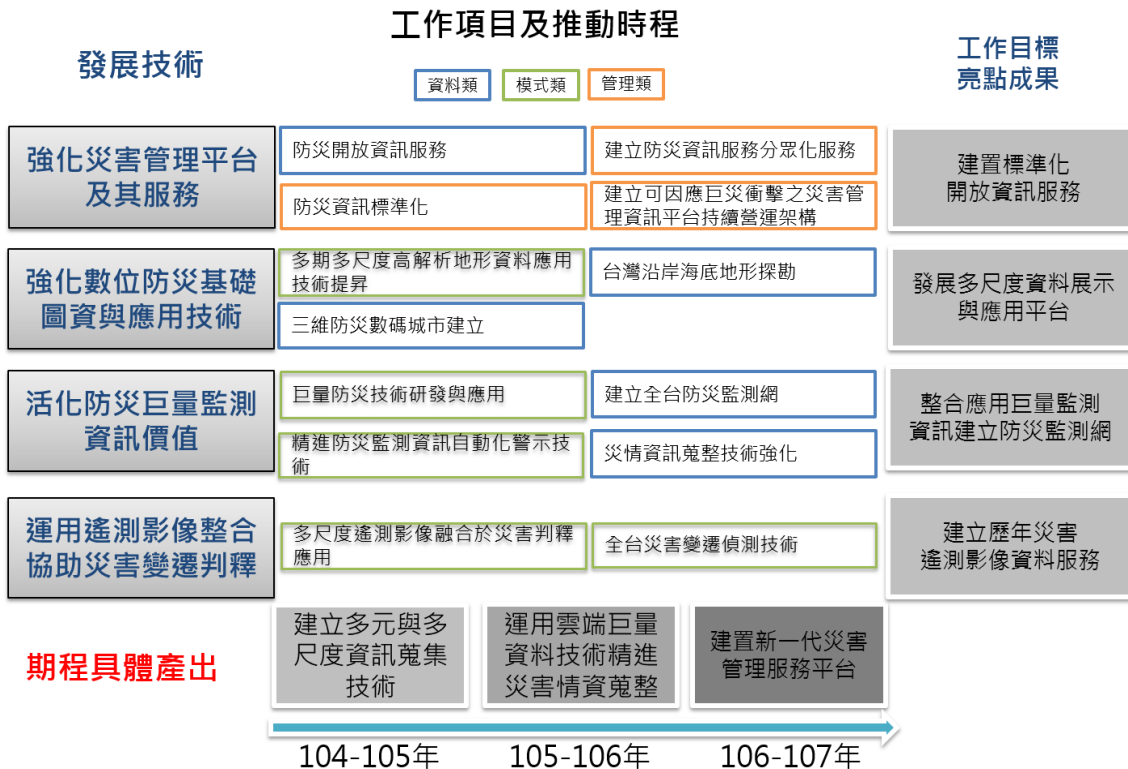 工作項目及推動時程
發展技術
工作目標
亮點成果
資料類
模式類
管理類
強化災害管理平台
及其服務
防災開放資訊服務
建立防災資訊服務分眾化服務
防災資訊標準化
建立可因應巨災衝擊之災害管
理資訊平台持續營運架構
建置標準化
開放資訊服務
強化數位防災基礎
圖資與應用技術
多期多尺度高解析地形資料應用
技術提昇
台灣沿岸海底地形探勘
三維防災數碼城市建立
發展多尺度資料展示
與應用平台
活化防災巨量監測
資訊價值
巨量防災技術研發與應用
建立全台防災監測網
精進防災監測資訊自動化警示技
術
災情資訊蒐整技術強化
整合應用巨量監測
資訊建立防災監測網
運用遙測影像整合
協助災害變遷判釋
多尺度遙測影像融合於災害判釋
應用
全台災害變遷偵測技術
建立歷年災害
遙測影像資料服務
期程具體產出
建立多元與多
尺度資訊蒐集
技術
運用雲端巨量
資料技術精進
災害情資蒐整
建置新一代災害
管理服務平台
104-105年
105-106年
106-107年